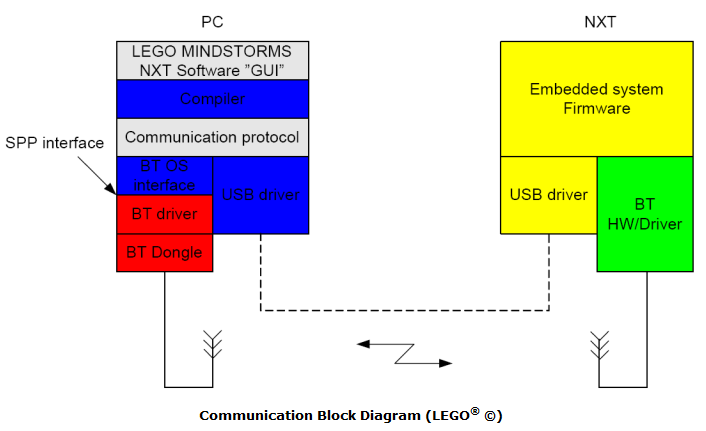 PC
NXT
LEGO MINDSTORMS
NXT Software ”GUI”
Compiler
Communication protocol
SPP interface
BT OS
interface
USB driver
BT driver
BT Dongle
Embedded system
Firmware
USB driver
BT
HW/Driver
Communication Block Diagram (LEGO® ©)